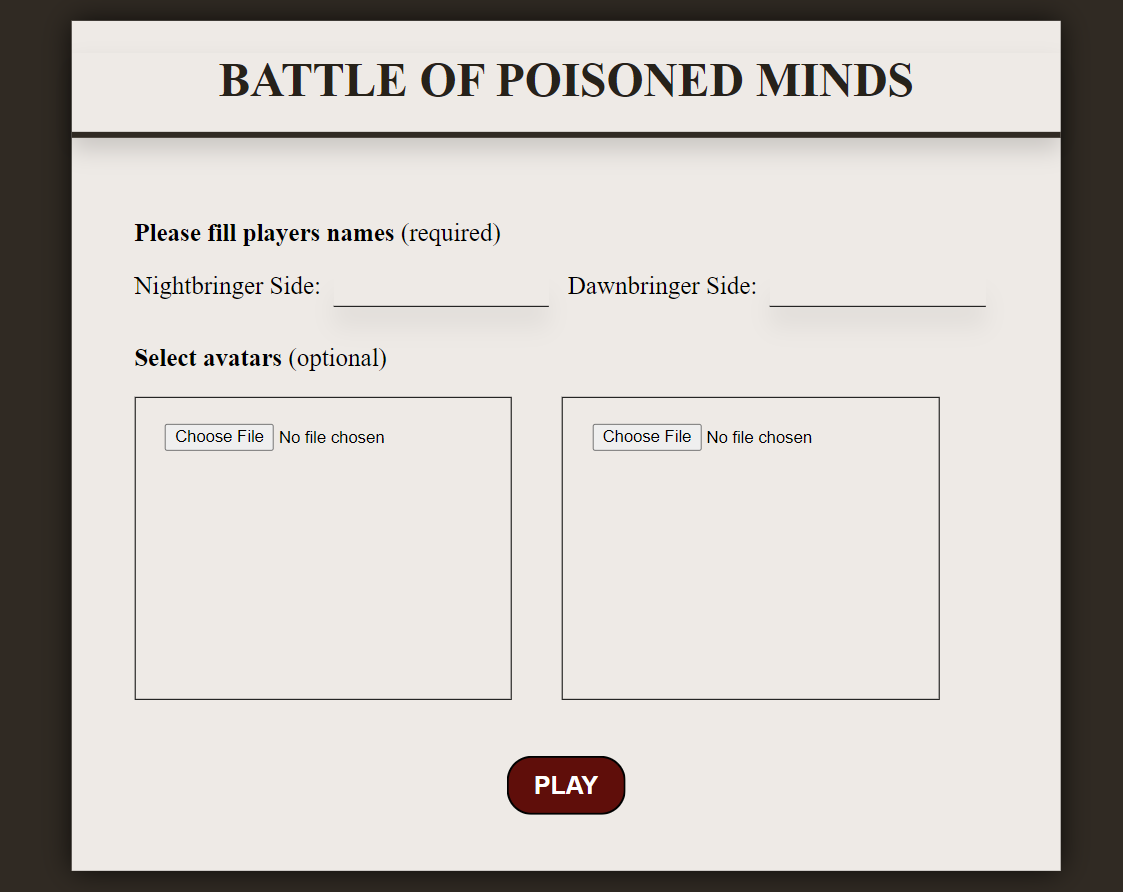 BATTLE OF POISONED MINDS
Please fill players names (required)
Nightbringer Side: Dawnbringer Side:
Select avatars (optional)
Choose File No file chosen Choose File No file chosen
PLAY